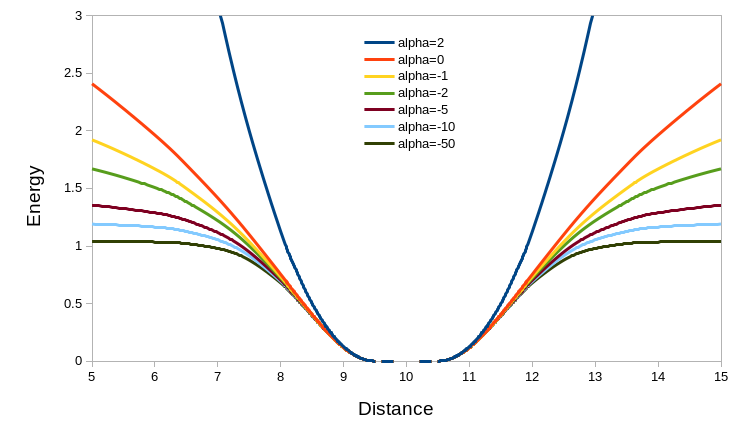 3
2.5
2
1.5
1
0.5
0
Energy
alpha=2
alpha=0
alpha=-1
alpha=-2
alpha=-5
alpha=-10
alpha=-50
5 6 7 8 9 10 11 12 13 14 15
Distance